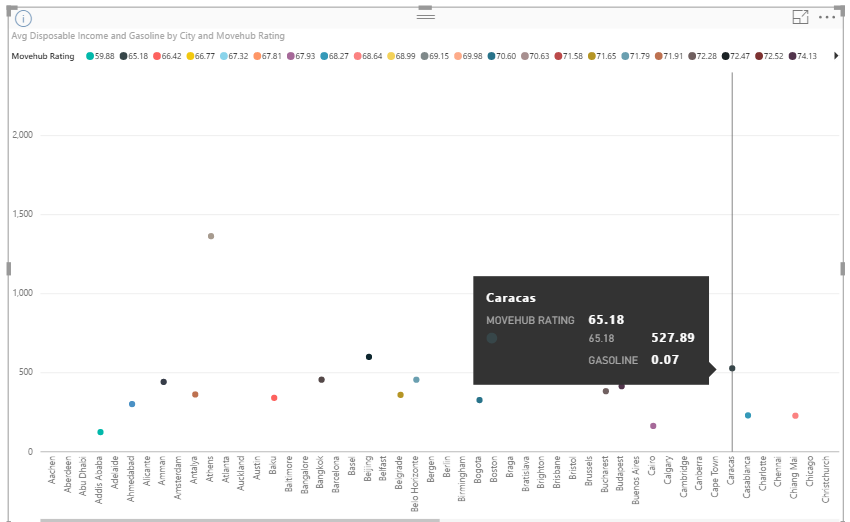 Avg Disposable Income and Gasoline by City and Movehub Rating
Movehub Rating 59.88 65.18 66.42 66.77 67.32 67.81 67.93 68.27 68.64 68.99 69.15 69.98 70.60 70.63 71.58 71.65 71.79 71.91 72.28 72.47 72.52 74.13
2,000
1,500
1,000
500
0
Caracas
MOVEHUB RATING 65.18
65.18 527.89
GASOLINE 0.07
Aachen
Aberdeen
Abu Dhabi
Addis Ababa
Adelaide
Ahmedabad
Alicante
Amman
Amsterdam
Antalya
Athens
Atlanta
Auckland
Austin
Baku
Baltimore
Bangalore
Bangkok
Barcelona
Basel
Beijing
Belfast
Belgrade
Belo Horizonte
Bergen
Berlin
Birmingham
Bogota
Boston
Braga
Bratislava
Brighton
Brisbane
Bristol
Brussels
Bucharest
Budapest
Buenos Aires
Cairo
Calgary
Cambridge
Canberra
Cape Town
Caracas
Casablanca
Charlotte
Chennai
Chiang Mai
Chicago
Christchurch